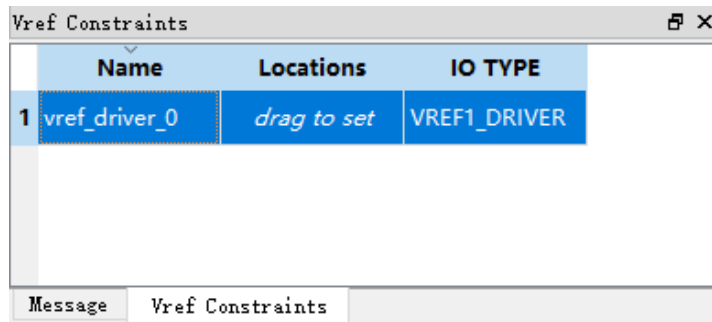 Vref Constraints
Name Locations IO TYPE
1 vref_driver_0 drag to set VREF1_DRIVER
Message Vref Constraints